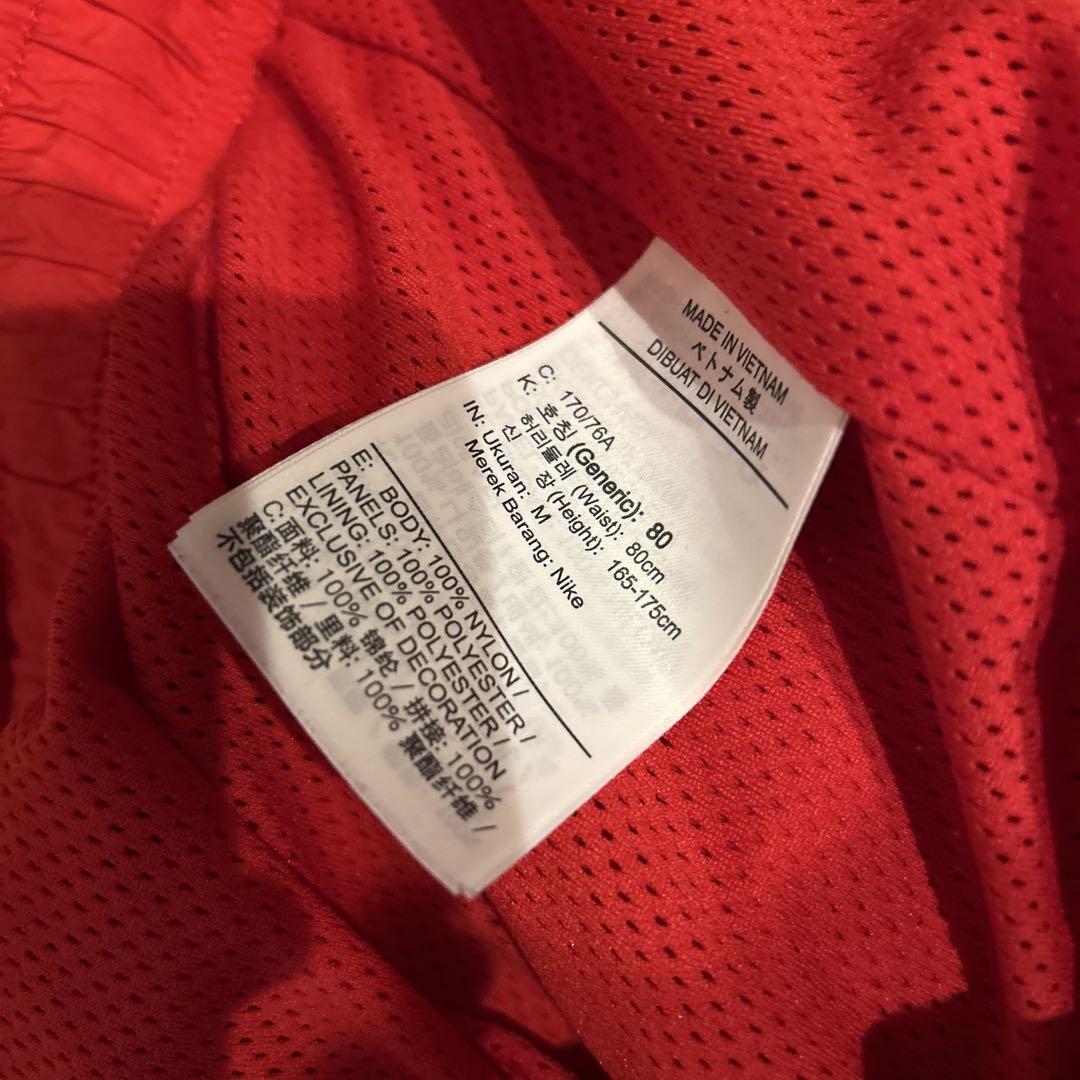 MADE IN VIETNAM
ベトナム製
DIBUAT DI VIETNAM
C: 170/76A
K: 호칭 (Generic): 80
허리둘레 (Waist): 80cm
신 장 (Height): 165-175cm
IN: Ukuran: M
Merek Barang: Nike
E: BODY: 100% NYLON /
PANELS: 100% POLYESTER /
LINING: 100% POLYESTER /
EXCLUSIVE OF DECORATION
C: 面料: 100% 锦纶 / 拼接: 100%
聚酯纤维 / 里料: 100% 聚酯纤维 /
不包括装饰部分